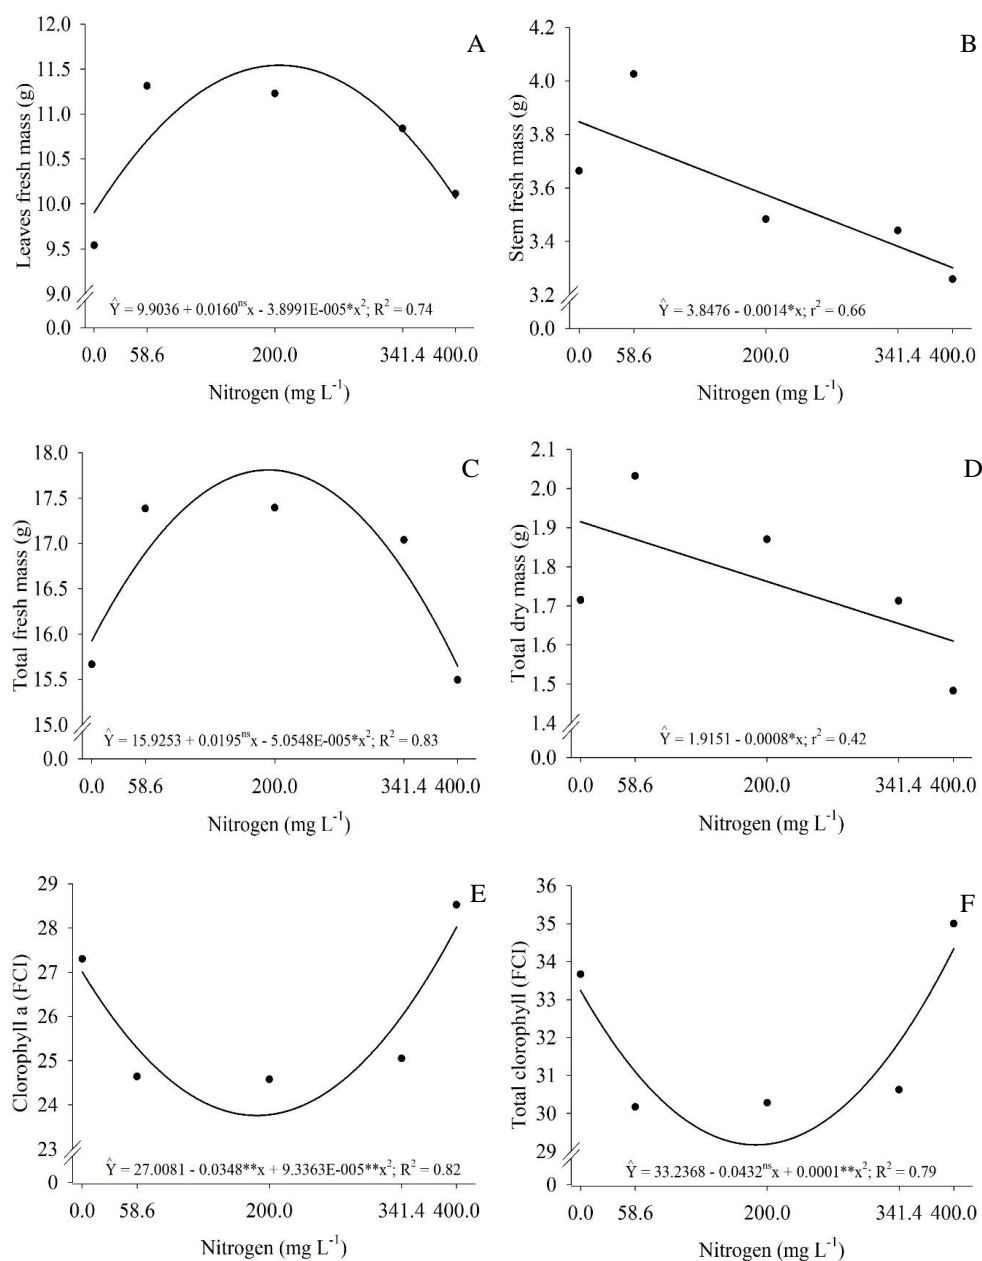 A
Leaves fresh mass (g)
12.0
11.5
11.0
10.5
10.0
9.5
9.0
0.0
Ŷ = 9.9036 + 0.0160ⁿˢx - 3.8991E-005*x²; R² = 0.74
0.0 58.6 200.0 341.4 400.0
Nitrogen (mg L⁻¹)
B
Stem fresh mass (g)
4.2
4.0
3.8
3.6
3.4
3.2
0.0
Ŷ = 3.8476 - 0.0014*x; r² = 0.66
0.0 58.6 200.0 341.4 400.0
Nitrogen (mg L⁻¹)
C
Total fresh mass (g)
18.0
17.5
17.0
16.5
16.0
15.5
15.0
0.0
Ŷ = 15.9253 + 0.0195ⁿˢx - 5.0548E-005*x²; R² = 0.83
0.0 58.6 200.0 341.4 400.0
Nitrogen (mg L⁻¹)
D
Total dry mass (g)
2.1
2.0
1.9
1.8
1.7
1.6
1.5
1.4
0.0
Ŷ = 1.9151 - 0.0008*x; r² = 0.42
0.0 58.6 200.0 341.4 400.0
Nitrogen (mg L⁻¹)
E
Clorophyll a (FCI)
29
28
27
26
25
24
23
0
Ŷ = 27.0081 - 0.0348**x + 9.3363E-005**x²; R² = 0.82
0.0 58.6 200.0 341.4 400.0
Nitrogen (mg L⁻¹)
F
Total clorophyll (FCI)
36
35
34
33
32
31
30
29
0
Ŷ = 33.2368 - 0.0432ⁿˢx + 0.0001**x²; R² = 0.79
0.0 58.6 200.0 341.4 400.0
Nitrogen (mg L⁻¹)